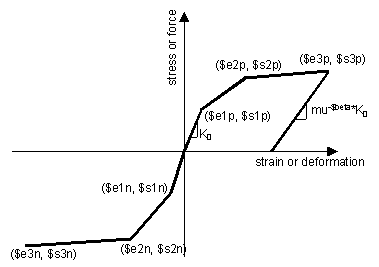 stress or force
($e2p, $s2p)
($e3p, $s3p)
($e1p, $s1p)
mu-$beta*K0
K0
strain or deformation
($e1n, $s1n)
($e2n, $s2n)
($e3n, $s3n)